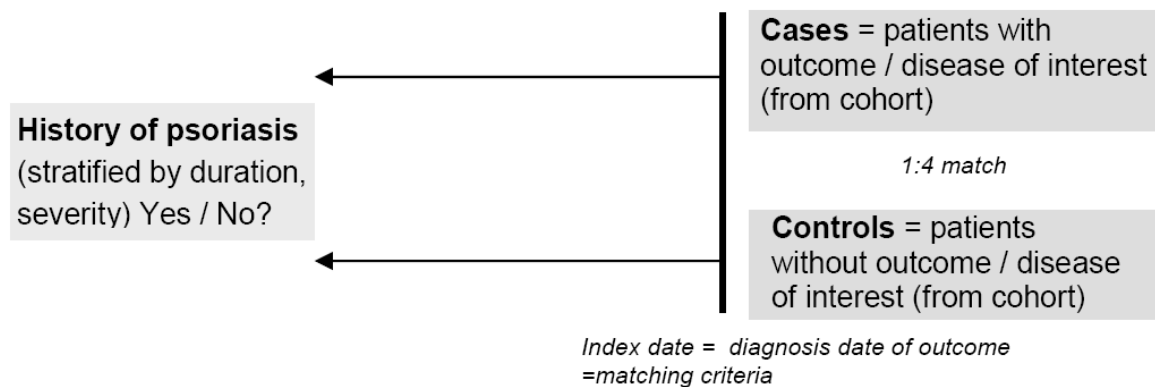 History of psoriasis
(stratified by duration,
severity) Yes / No?
Cases = patients with
outcome / disease of interest
(from cohort)
1:4 match
Controls = patients
without outcome / disease
of interest (from cohort)
Index date = diagnosis date of outcome
=matching criteria